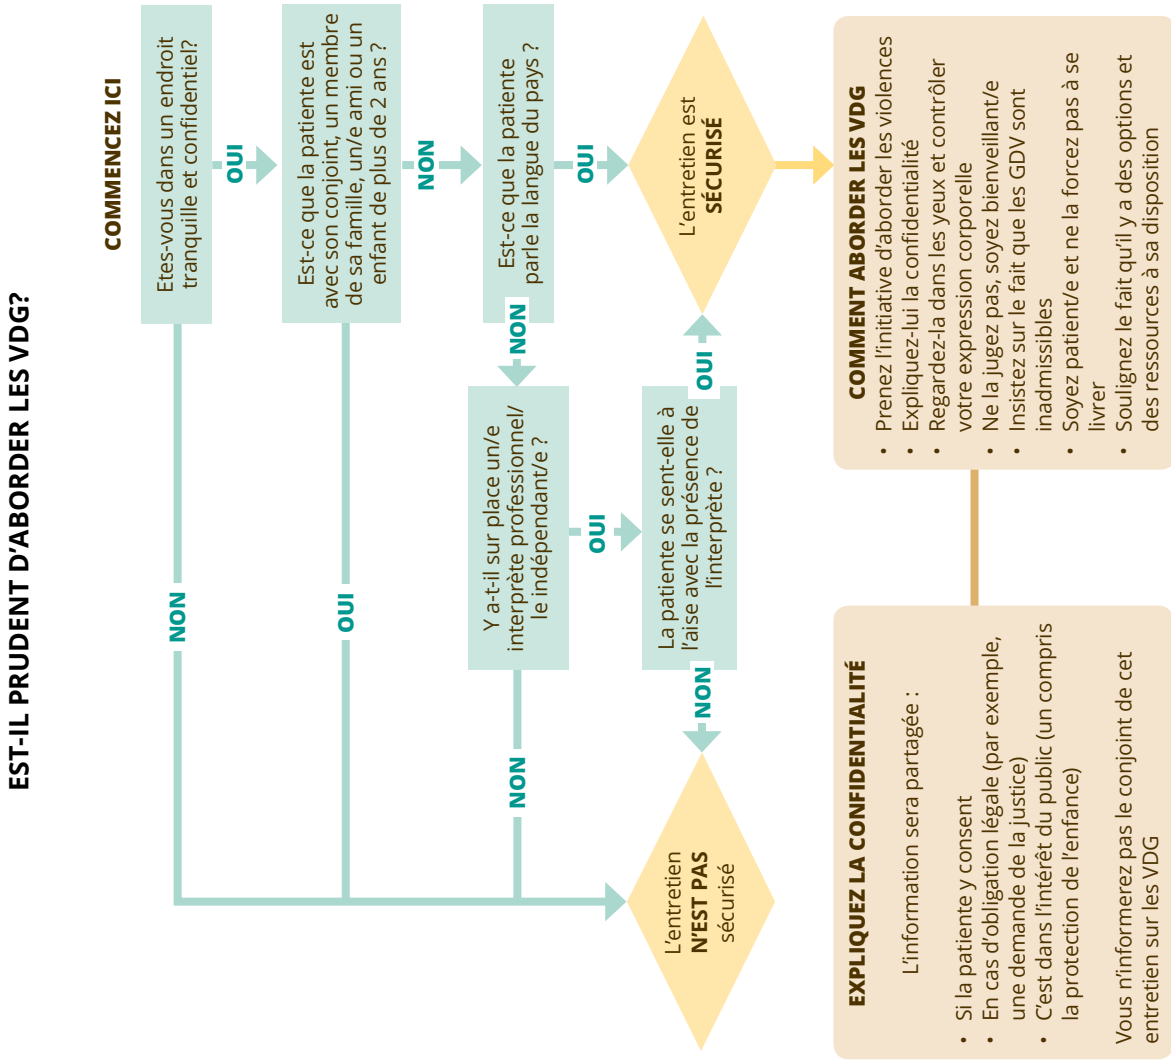 EST-IL PRUDENT D'ABORDER LES VDG?
COMMENCEZ ICI
Etes-vous dans un endroit
tranquille et confidentiel?
OUI
NON
Est-ce que la patiente est
avec son conjoint, un membre
de sa famille, un/e ami ou un
enfant de plus de 2 ans ?
NON
OUI
Est-ce que la patiente
parle la langue du pays ?
OUI
NON
Y a-t-il sur place un/e
interprète professionnel/
le indépendant/e ?
OUI
NON
La patiente se sent-elle à
l'aise avec la présence de
l'interprète ?
OUI
NON
L'entretien est
SÉCURISÉ
L'entretien
N'EST PAS
sécurisé
COMMENT ABORDER LES VDG
• Prenez l'initiative d'aborder les violences
• Expliquez-lui la confidentialité
• Regardez-la dans les yeux et contrôler
votre expression corporelle
• Ne la jugez pas, soyez bienveillant/e
• Insistez sur le fait que les GDV sont
inadmissibles
• Soyez patient/e et ne la forcez pas à se
livrer
• Soulignez le fait qu'il y a des options et
des ressources à sa disposition
EXPLIQUEZ LA CONFIDENTIALITÉ
L'information sera partagée :
• Si la patiente y consent
• En cas d'obligation légale (par exemple,
une demande de la justice)
• C'est dans l'intérêt du public (un compris
la protection de l'enfance)
Vous n'informerez pas le conjoint de cet
entretien sur les VDG